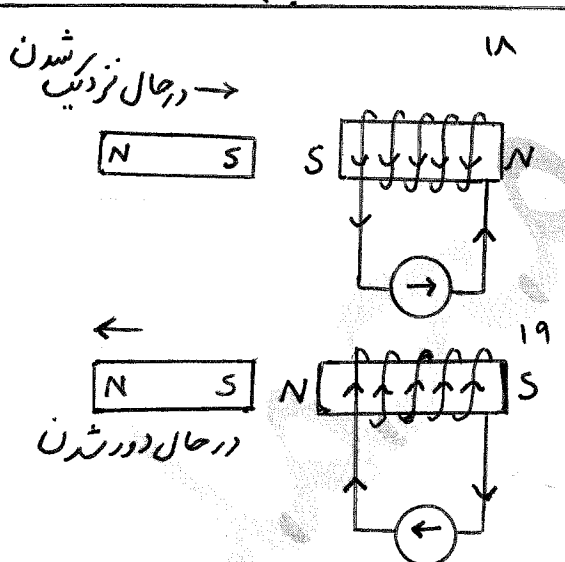 ۱۸
در حال نزدیک شدن →
N S
S N
→
۱۹
←
N S
N S
در حال دور شدن
←